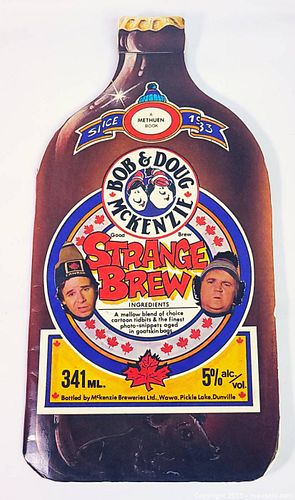 A
METHUEN
BOOK
SINCE 1983
BOB & DOUG
McKENZIE
Good Brew
STRANGE
BREW
INGREDIENTS
A mellow blend of choice
cartoon tidbits & the finest
photo-snippets aged
in goatskin bags
341 ML.
5% alc/vol.
Bottled by McKenzie Breweries Ltd., Wawa, Pickle Lake, Dunville